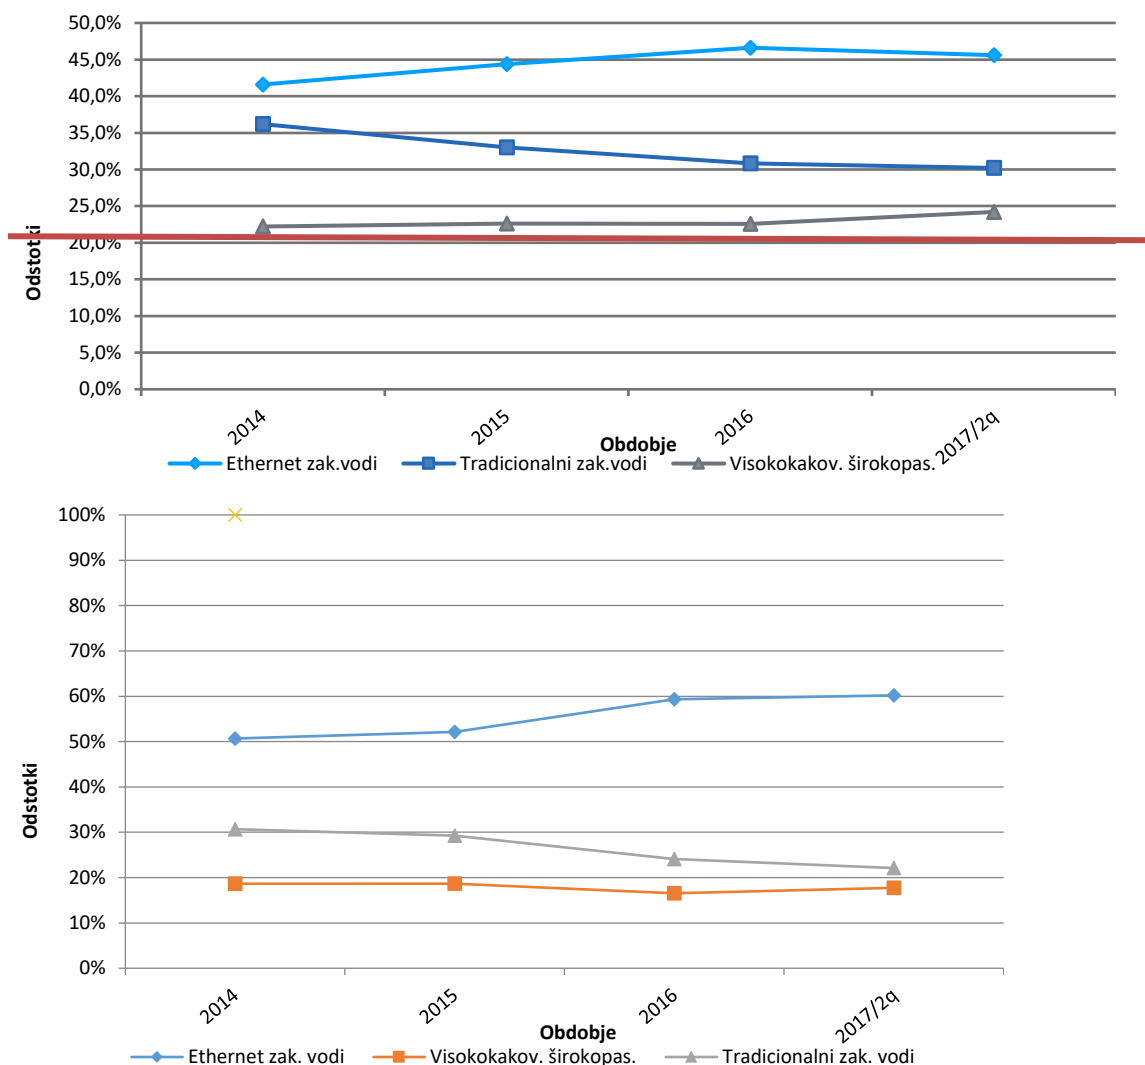 50,0%
45,0%
40,0%
35,0%
30,0%
25,0%
20,0%
15,0%
10,0%
5,0%
0,0%
Odstotki
2014
2015
2016
2017/2q
Obdobje
Ethernet zak.vodi
Tradicionalni zak.vodi
Visokokakov. širokopas.
100%
90%
80%
70%
60%
50%
40%
30%
20%
10%
0%
Odstotki
2014
2015
2016
2017/2q
Obdobje
Ethernet zak. vodi
Visokokakov. širokopas.
Tradicionalni zak. vodi